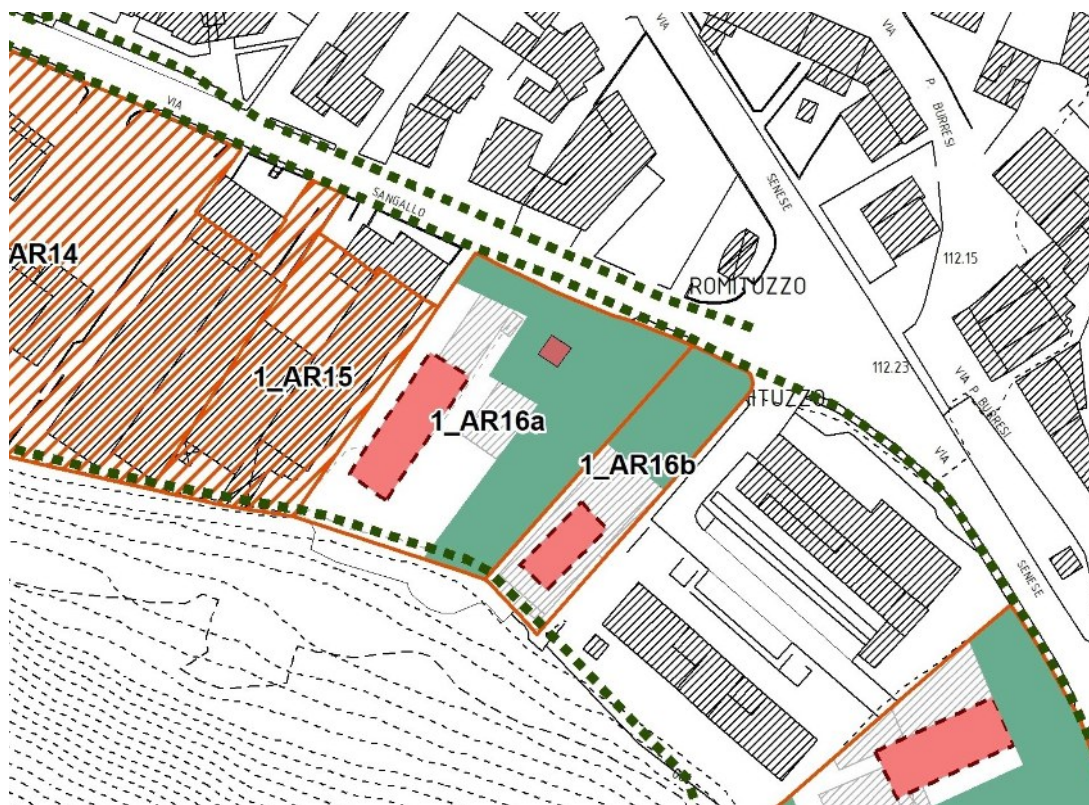 VIA
VIA
P. BURRESI
VIA
SANGALLO
SENESE
AR14
112.15
ROMITUZZO
1_AR15
112.23
ITUZZO
VIA P. BURRESI
1_AR16a
1_AR16b
VIA
SENESE